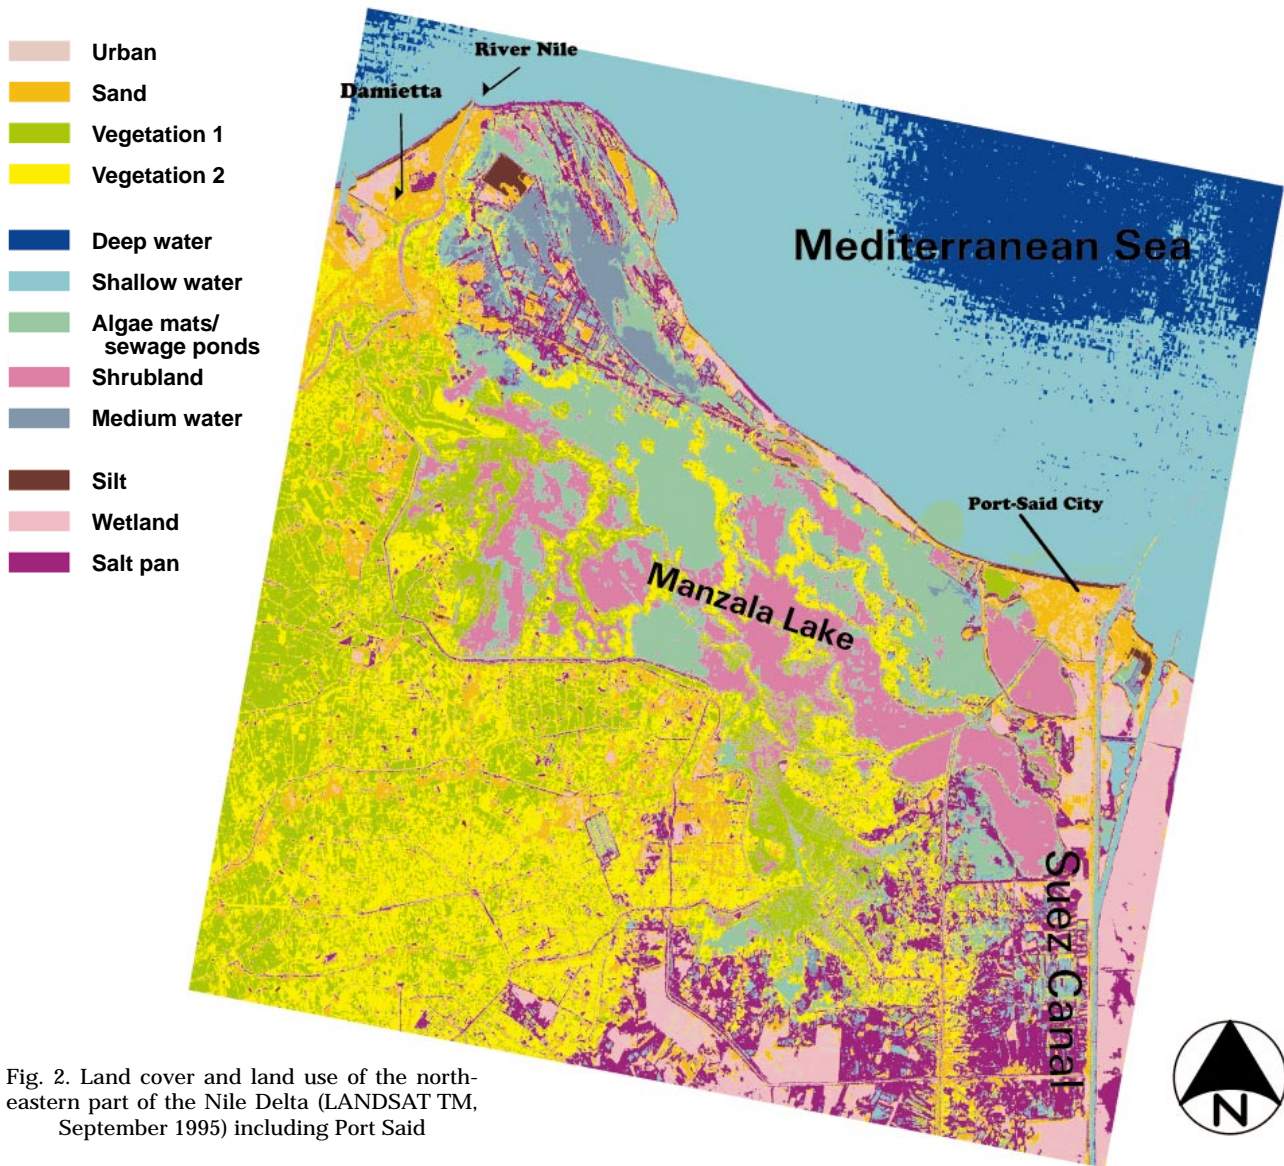 Urban
Sand
Vegetation 1
Vegetation 2
Deep water
Shallow water
Algae mats/
sewage ponds
Shrubland
Medium water
Silt
Wetland
Salt pan
River Nile
Damietta
Mediterranean Sea
Port-Said City
Manzala Lake
Suez Canal
N
Fig. 2. Land cover and land use of the north-
eastern part of the Nile Delta (LANDSAT TM,
September 1995) including Port Said